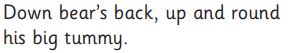 Down bear’s back, up and round
his big tummy.